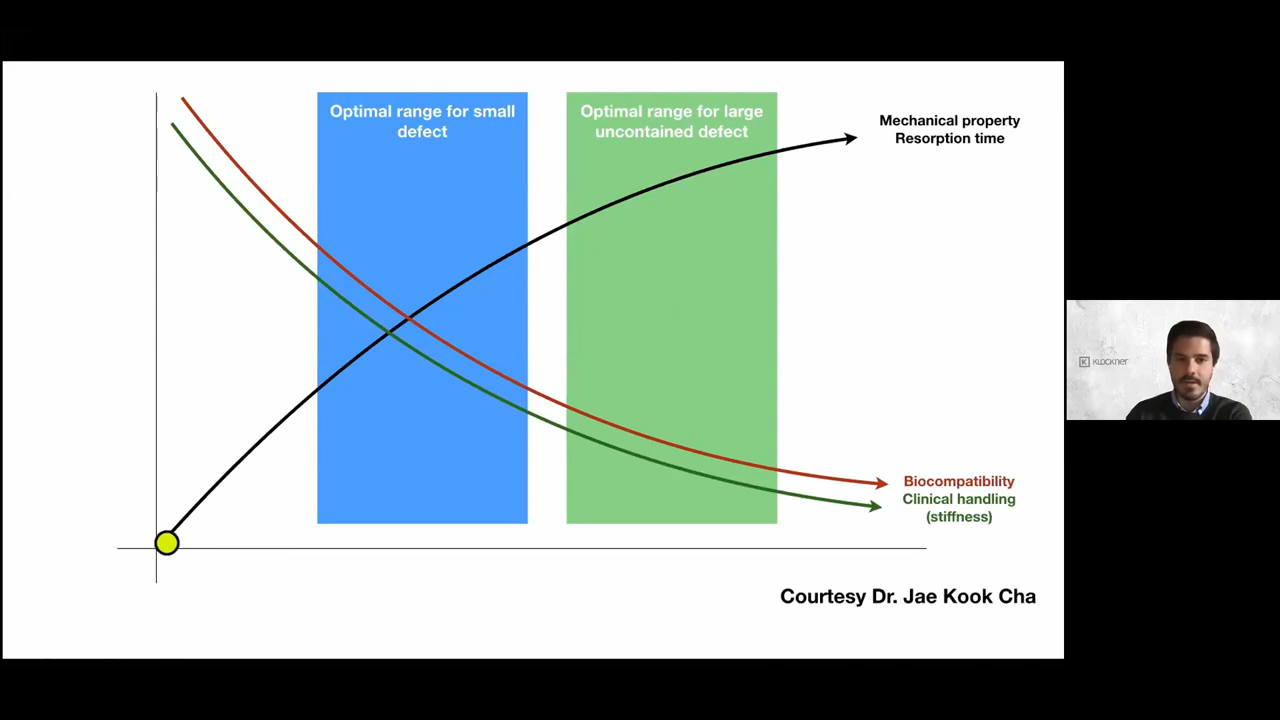 Optimal range for small
defect
Optimal range for large
uncontained defect
Mechanical property
Resorption time
Biocompatibility
Clinical handling
(stiffness)
Courtesy Dr. Jae Kook Cha
KLOCKNER